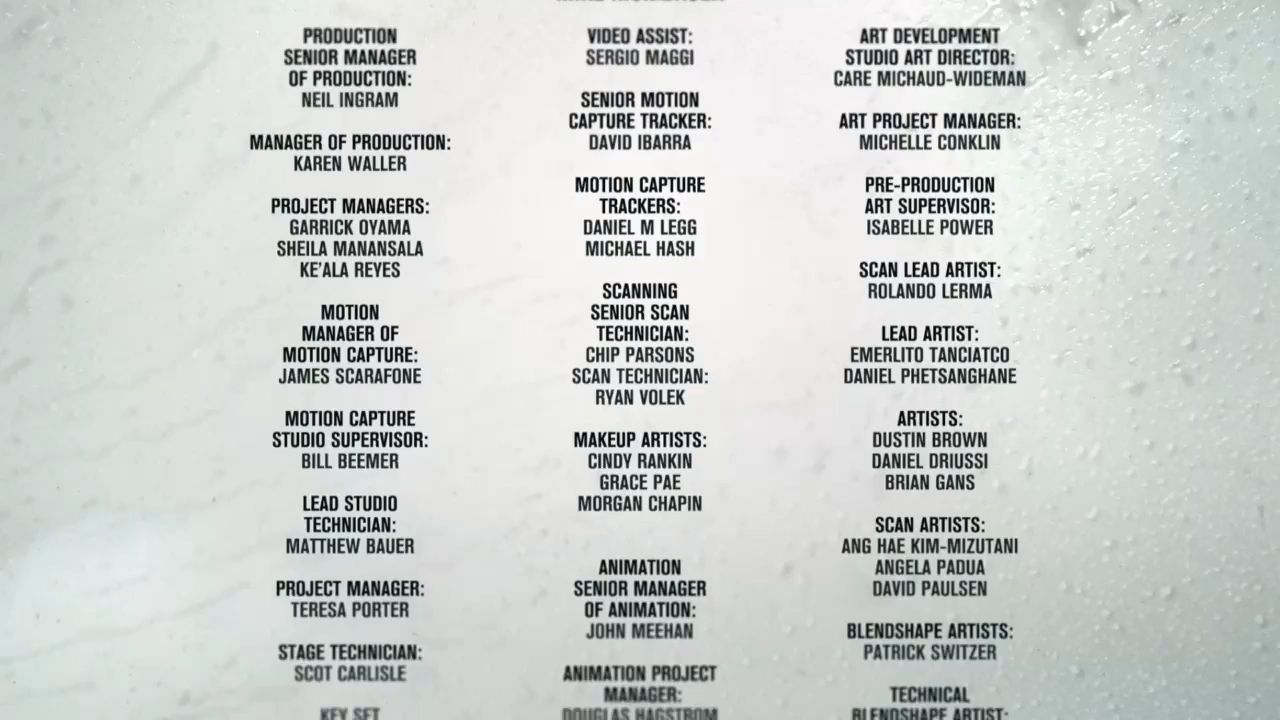 PRODUCTION
SENIOR MANAGER
OF PRODUCTION:
NEIL INGRAM
MANAGER OF PRODUCTION:
KAREN WALLER
PROJECT MANAGERS:
GARRICK OYAMA
SHEILA MANANSALA
KE'ALA REYES
MOTION
MANAGER OF
MOTION CAPTURE:
JAMES SCARAFONE
MOTION CAPTURE
STUDIO SUPERVISOR:
BILL BEEMER
LEAD STUDIO
TECHNICIAN:
MATTHEW BAUER
PROJECT MANAGER:
TERESA PORTER
STAGE TECHNICIAN:
SCOT CARLISLE
KEY SET
VIDEO ASSIST:
SERGIO MAGGI
SENIOR MOTION
CAPTURE TRACKER:
DAVID IBARRA
MOTION CAPTURE
TRACKERS:
DANIEL M LEGG
MICHAEL HASH
SCANNING
SENIOR SCAN
TECHNICIAN:
CHIP PARSONS
SCAN TECHNICIAN:
RYAN VOLEK
MAKEUP ARTISTS:
CINDY RANKIN
GRACE PAE
MORGAN CHAPIN
ANIMATION
SENIOR MANAGER
OF ANIMATION:
JOHN MEEHAN
ANIMATION PROJECT
MANAGER:
DOUGLAS HAGSTROM
ART DEVELOPMENT
STUDIO ART DIRECTOR:
CARE MICHAUD-WIDEMAN
ART PROJECT MANAGER:
MICHELLE CONKLIN
PRE-PRODUCTION
ART SUPERVISOR:
ISABELLE POWER
SCAN LEAD ARTIST:
ROLANDO LERMA
LEAD ARTIST:
EMERLITO TANCIATCO
DANIEL PHETSANGHANE
ARTISTS:
DUSTIN BROWN
DANIEL DRIUSSI
BRIAN GANS
SCAN ARTISTS:
ANG HAE KIM-MIZUTANI
ANGELA PADUA
DAVID PAULSEN
BLENDSHAPE ARTISTS:
PATRICK SWITZER
TECHNICAL
BLENDSHAPE ARTIST: